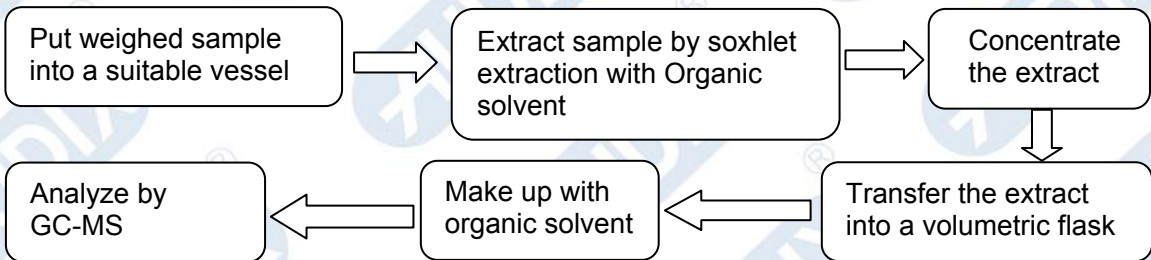 Put weighed sample
into a suitable vessel
Extract sample by soxhlet
extraction with Organic
solvent
Concentrate
the extract
Transfer the extract
into a volumetric flask
Make up with
organic solvent
Analyze by
GC-MS